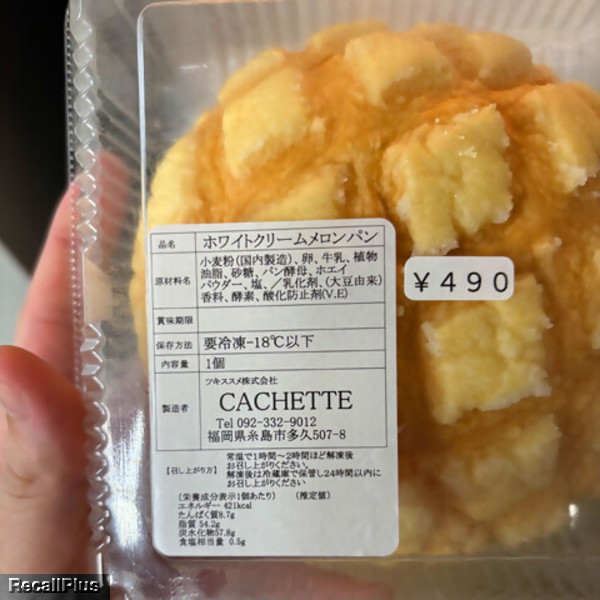 品名 ホワイトクリームメロンパン
原材料名 小麦粉(国内製造)、卵、牛乳、植物
油脂、砂糖、パン酵母、ホエイ
パウダー、塩、／乳化剤、(大豆由来)
香料、酵素、酸化防止剤(V.E)
¥490
賞味期限
保存方法 要冷凍-18℃以下
内容量 1個
製造者 ツキススメ株式会社
CACHETTE
Tel 092-332-9012
福岡県糸島市多久507-8
【召し上がり方】 常温で1時間～2時間ほど解凍後
お召し上がりください。
解凍後は冷蔵庫で保管し24時間以内に
お召し上がりください
(栄養成分表示1個あたり) (推定値)
エネルギー 421kcal
たんぱく質8.7g
脂質 54.2g
炭水化物57.8g
食塩相当量 0.5g
RecallPlus